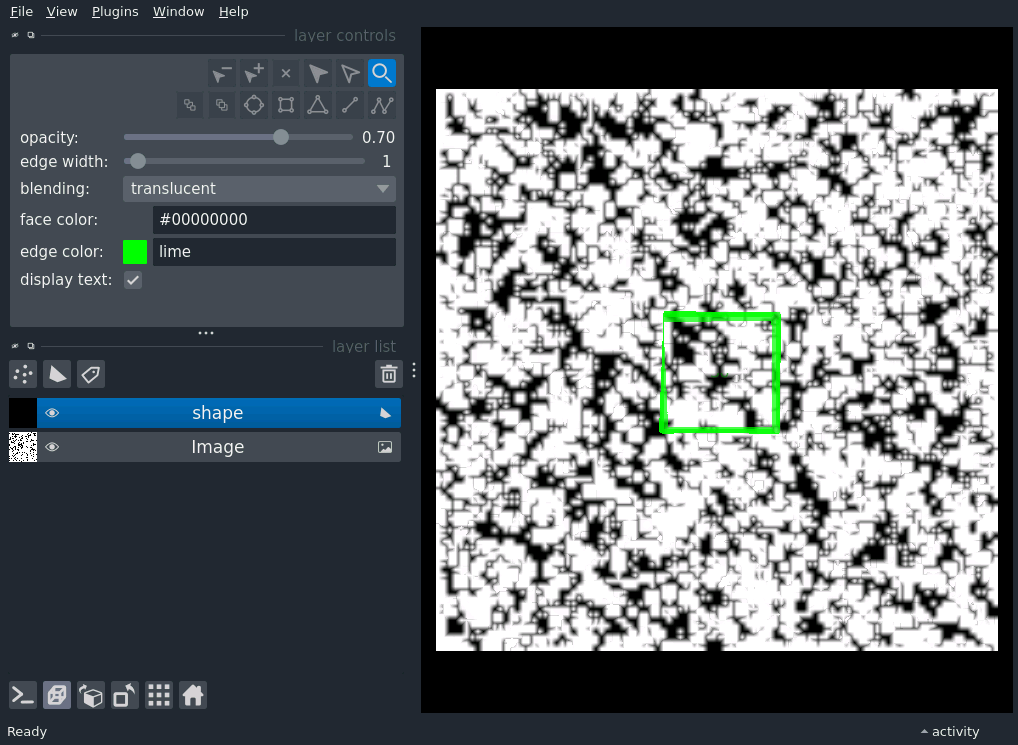 File View Plugins Window Help
layer controls
opacity: 0.70
edge width: 1
blending: translucent
face color: #00000000
edge color: lime
display text:
layer list
shape
Image
Ready
activity